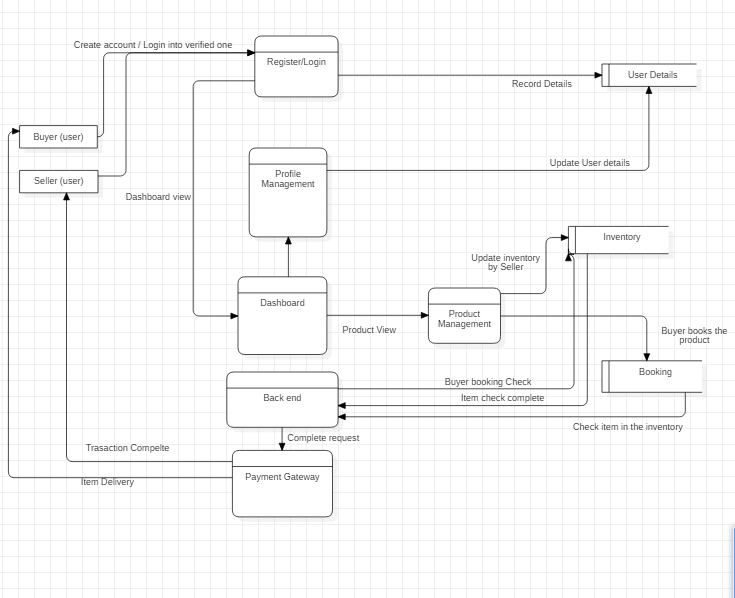 Create account / Login into verified one
Register/Login
User Details
Record Details
Buyer (user)
Seller (user)
Update User details
Profile
Management
Dashboard view
Inventory
Update inventory
by Seller
Dashboard
Product
Management
Product View
Buyer books the
product
Booking
Buyer booking Check
Back end
Item check complete
Check item in the inventory
Complete request
Trasaction Compelte
Payment Gateway
Item Delivery